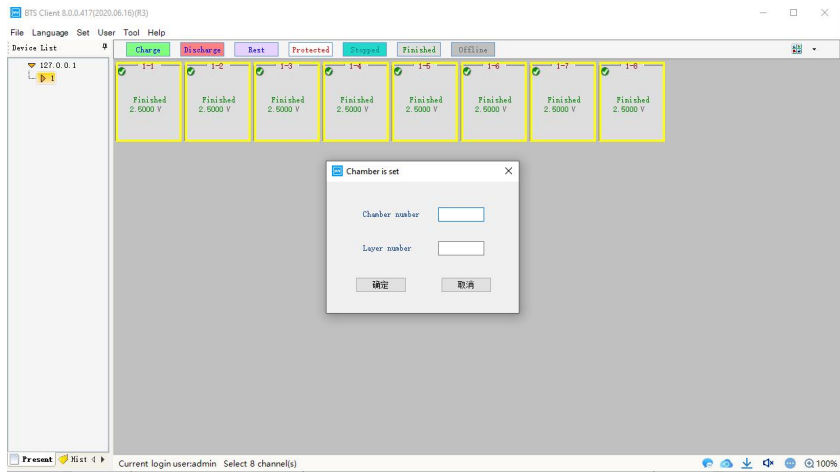 BTS Client 8.0.0.417(2020.06.16)(R3)
File Language Set User Tool Help
Device List
Charge Discharge Rest Protected Stopped Finished Offline
127.0.0.1
1
1-1 1-2 1-3 1-4 1-5 1-6 1-7 1-8
Finished Finished Finished Finished Finished Finished Finished Finished
2.5000 V 2.5000 V 2.5000 V 2.5000 V 2.5000 V 2.5000 V 2.5000 V 2.5000 V
Chamber is set
Chamber number
Layer number
确定 取消
Present Hist
Current login user:admin Select 8 channel(s)
100%